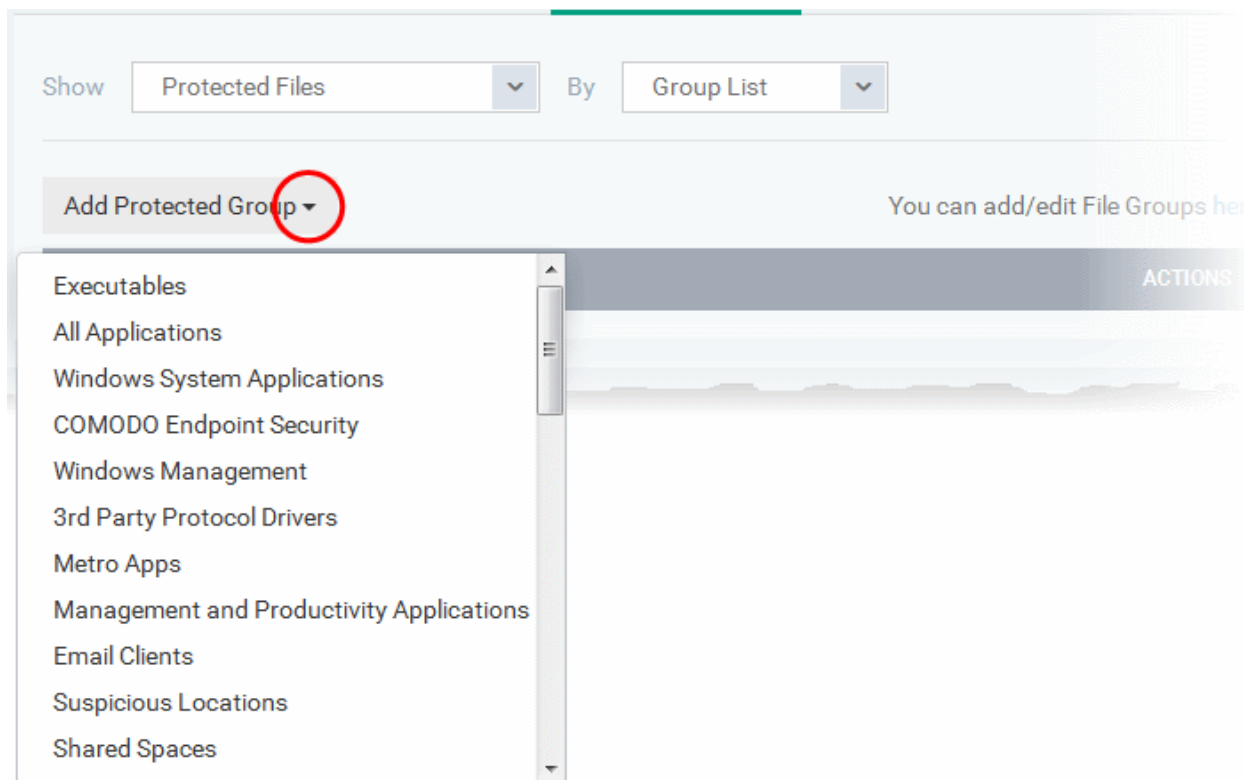 Show Protected Files By Group List
Add Protected Group You can add/edit File Groups
ACTIONS
Executables
All Applications
Windows System Applications
COMODO Endpoint Security
Windows Management
3rd Party Protocol Drivers
Metro Apps
Management and Productivity Applications
Email Clients
Suspicious Locations
Shared Spaces